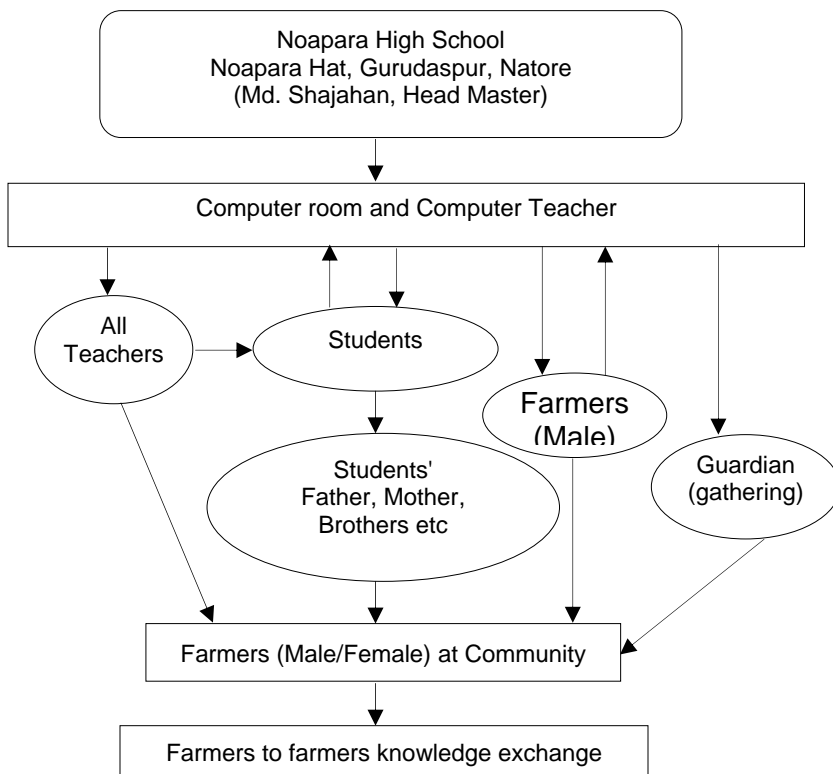 Noapara High School
Noapara Hat, Gurudaspur, Natore
(Md. Shajahan, Head Master)
Computer room and Computer Teacher
All
Teachers
Students
Farmers
(Male)
Guardian
(gathering)
Students'
Father, Mother,
Brothers etc
Farmers (Male/Female) at Community
Farmers to farmers knowledge exchange